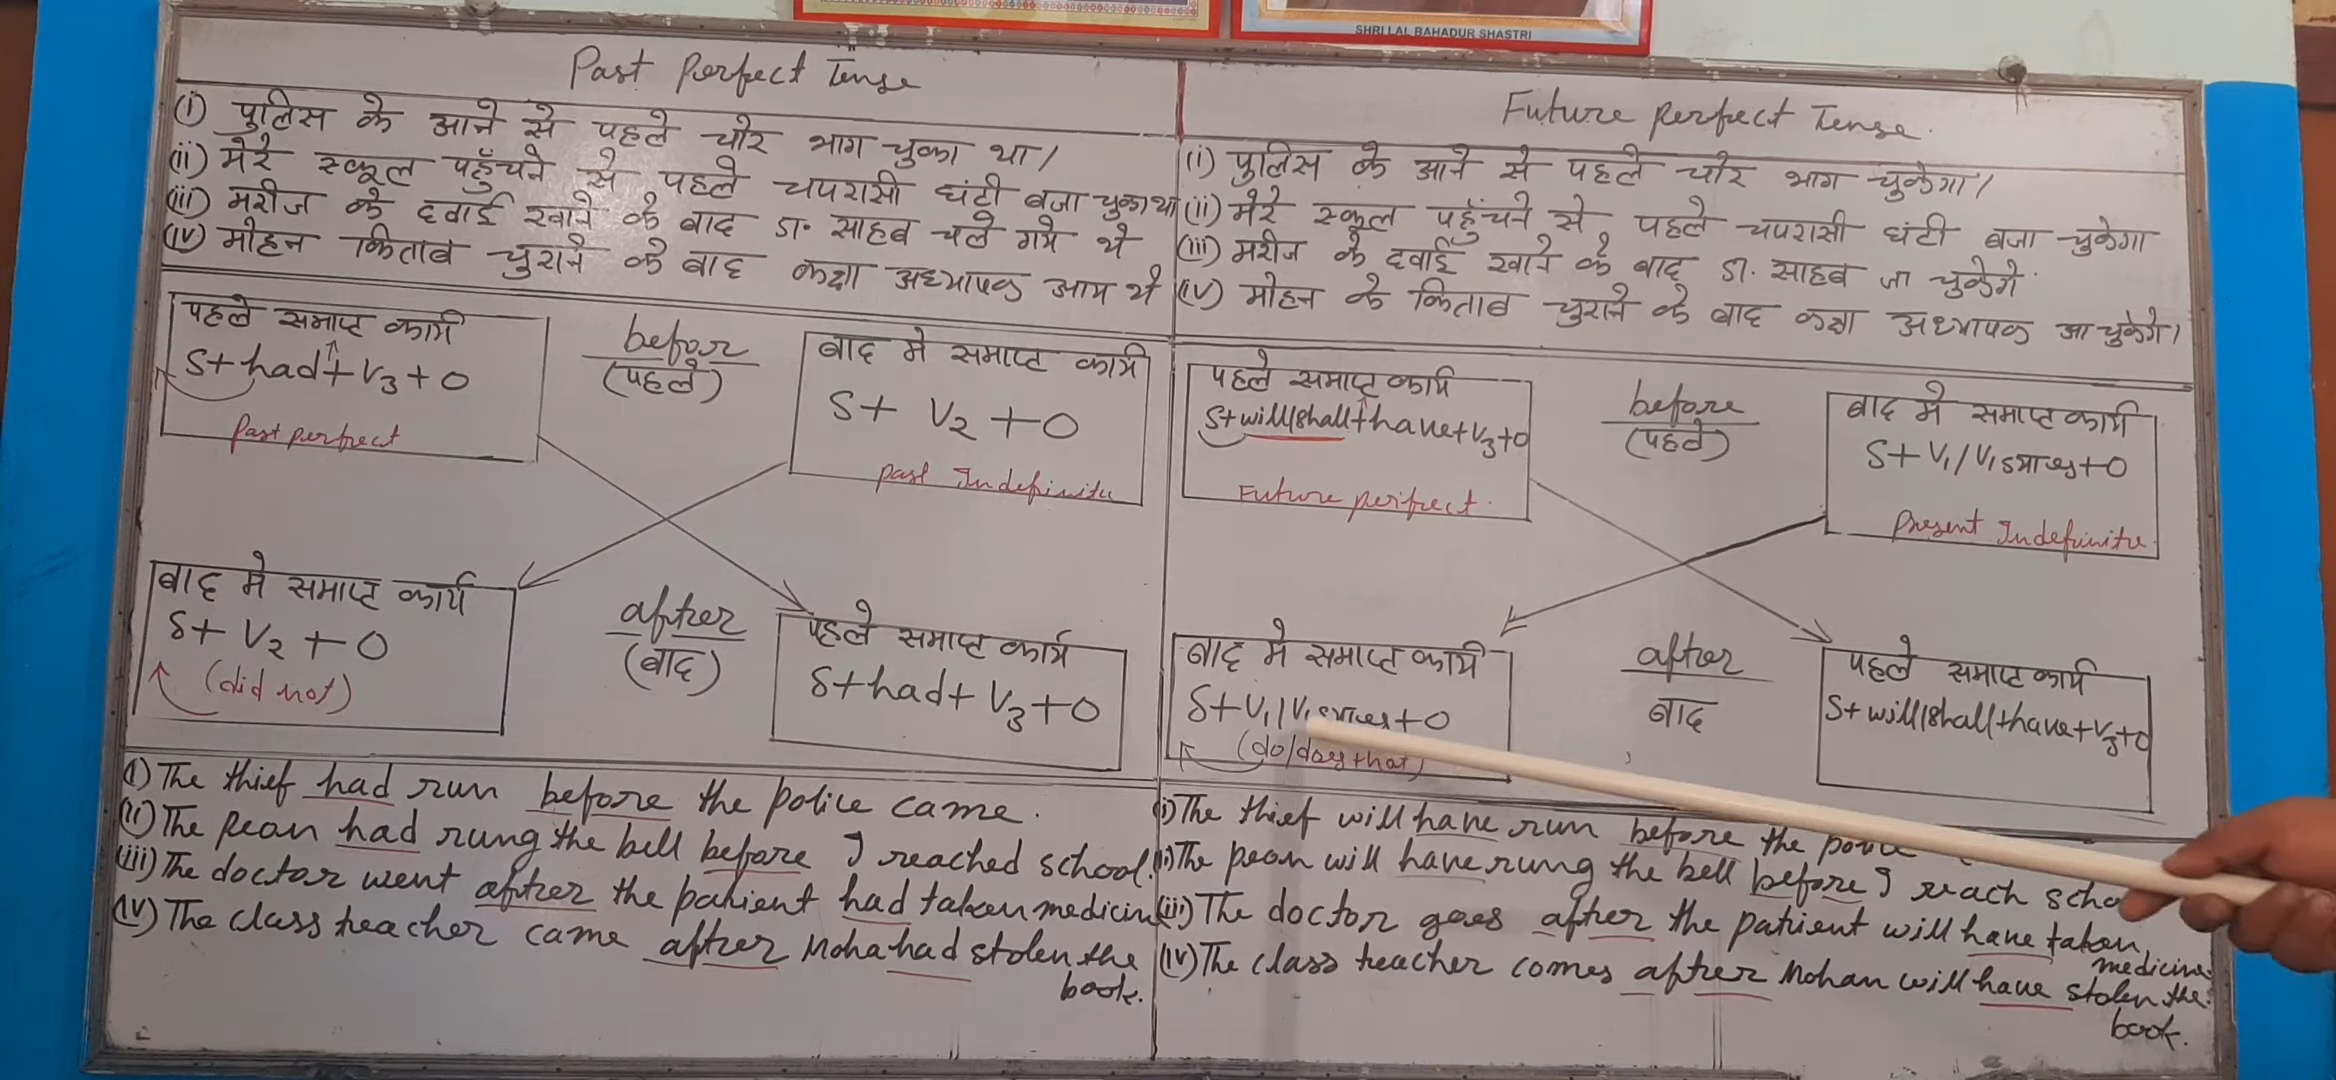 SHRI LAL BAHADUR SHASTRI
Past Perfect Tense
(i) पुलिस के आने से पहले चोर भाग चुका था।
(ii) मेरे स्कूल पहुँचने से पहले चपरासी घंटी बजा चुका था
(iii) मरीज के दवाई खाने के बाद डा. साहब चले गये थे
(iv) मोहन किताब चुराने के बाद कक्षा अध्यापक आय थे
पहले समाप्त कार्य
S+had+V3+O
Past perfect
before
(पहले)
बाद मे समाप्त कार्य
S+ V2 +O
Past Indefinite
बाद मे समाप्त कार्य
S+ V2 +O
(did not)
after
(बाद)
पहले समाप्त कार्य
S+had+V3+O
(i) The thief had run before the police came.
(ii) The peon had rung the bell before I reached school.
(iii) The doctor went after the patient had taken medicin
(iv) The class teacher came after Moha had stolen the
book.
Future perfect Tense.
(i) पुलिस के आने से पहले चोर भाग चुकेगा।
(ii) मेरे स्कूल पहुँचने से पहले चपरासी घंटी बजा चुकेगा
(iii) मरीज के दवाई खाने के बाद डा. साहब जा चुकेगे
(iv) मोहन के किताब चुराने के बाद कक्षा अध्यापक आ चुकेगे।
पहले समाप्त कार्य
S+will/shall+have+V3+O
Future perfect.
before
(पहले)
बाद मे समाप्त कार्य
S+ V1/V1 s या es+O
Present Indefinite.
बाद मे समाप्त कार्य
S+V1/V1 +O
after
बाद
पहले समाप्त कार्य
S+will/shall+have+V3+O
(i) The thief will have run before the
(ii) The peon will have rung the bell before I reach
(iii) The doctor goes after the patient will have taken
medicine
(iv) The class teacher comes after Mohan will have stolen the
book.